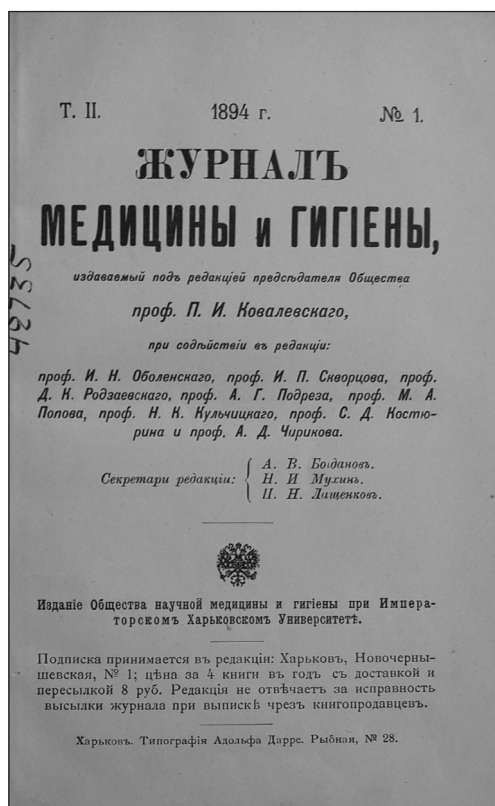 Т. II. 1894 г. № 1.
ЖУРНАЛЪ
МЕДИЦИНЫ и ГИГІЕНЫ,
издаваемый подъ редакціей предсѣдателя Общества
проф. П. И. Ковалевскаго,
при содѣйствіи въ редакціи:
проф. И. Н. Оболенскаго, проф. И. П. Скворцова, проф.
Д. К. Родзаевскаго, проф. А. Г. Подреза, проф. М. А.
Попова, проф. Н. К. Кульчицкаго, проф. С. Д. Костю-
рина и проф. А. Д. Чирикова.
Секретари редакціи:
А. В. Богдановъ.
Н. И Мухинъ.
П. Н. Лащенковъ.
Изданіе Общества научной медицины и гигіены при Импера-
торскомъ Харьковскомъ Университетѣ.
Подписка принимается въ редакціи: Харьковъ, Новочерны-
шевская, № 1; цѣна за 4 книги въ годъ съ доставкой и
пересылкой 8 руб. Редакція не отвѣчаетъ за исправность
высылки журнала при выпискѣ чрезъ книгопродавцевъ.
Харьковъ. Типографія Адольфа Дарре. Рыбная, № 28.
48735